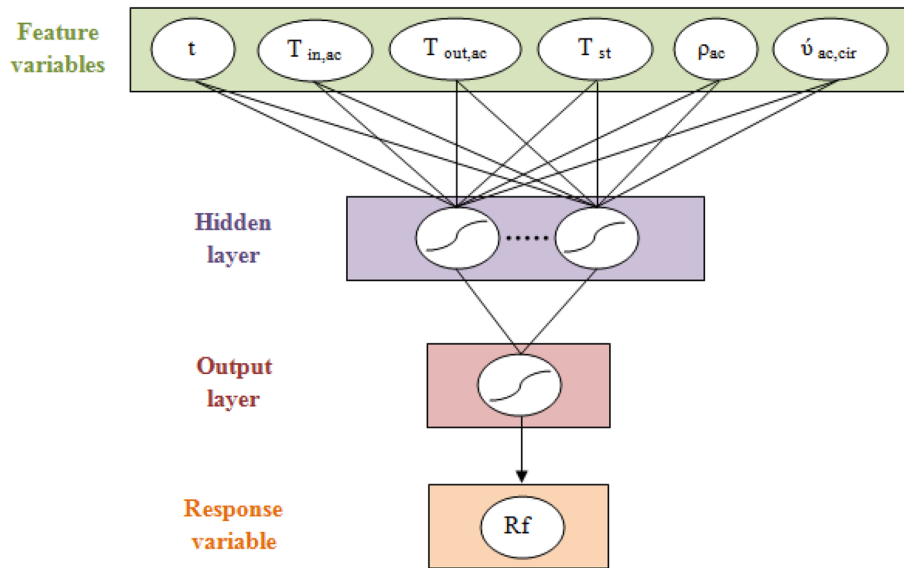 Feature
variables
t
T in,ac
T out,ac
T st
ρac
ύ ac,cir
Hidden
layer
Output
layer
Response
variable
Rf